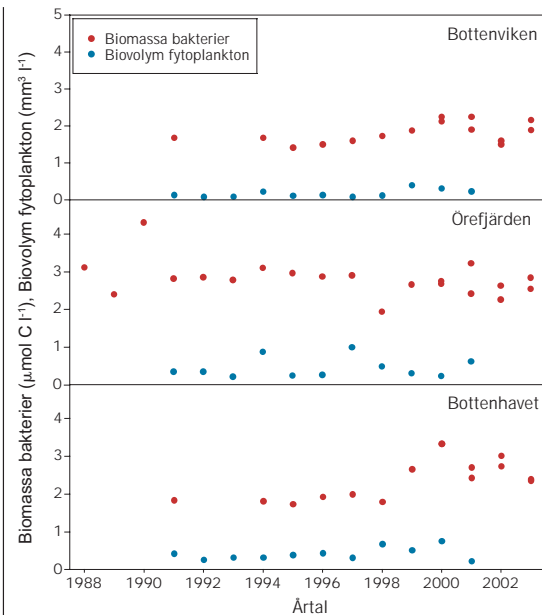 Biomassa bakterier (µmol C l⁻¹), Biovolym fytoplankton (mm³ l⁻¹)
5
Biomassa bakterier
Biovolym fytoplankton
Bottenviken
4
3
2
1
0
Örefjärden
4
3
2
1
0
Bottenhavet
4
3
2
1
0
1988 1990 1992 1994 1996 1998 2000 2002
Årtal